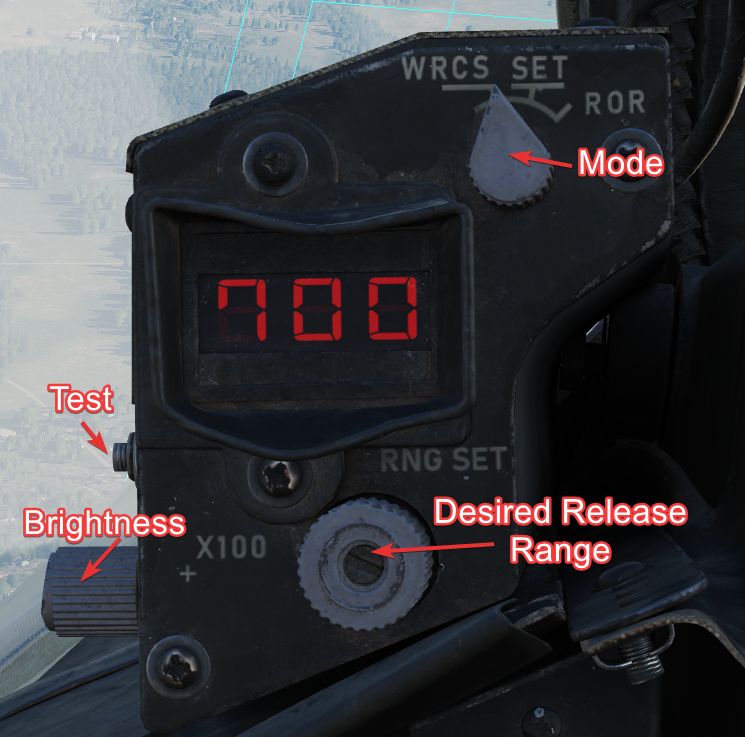 WRCS SET
ROR
Mode
700
Test
RNG SET
Desired Release
Range
Brightness
X100
+